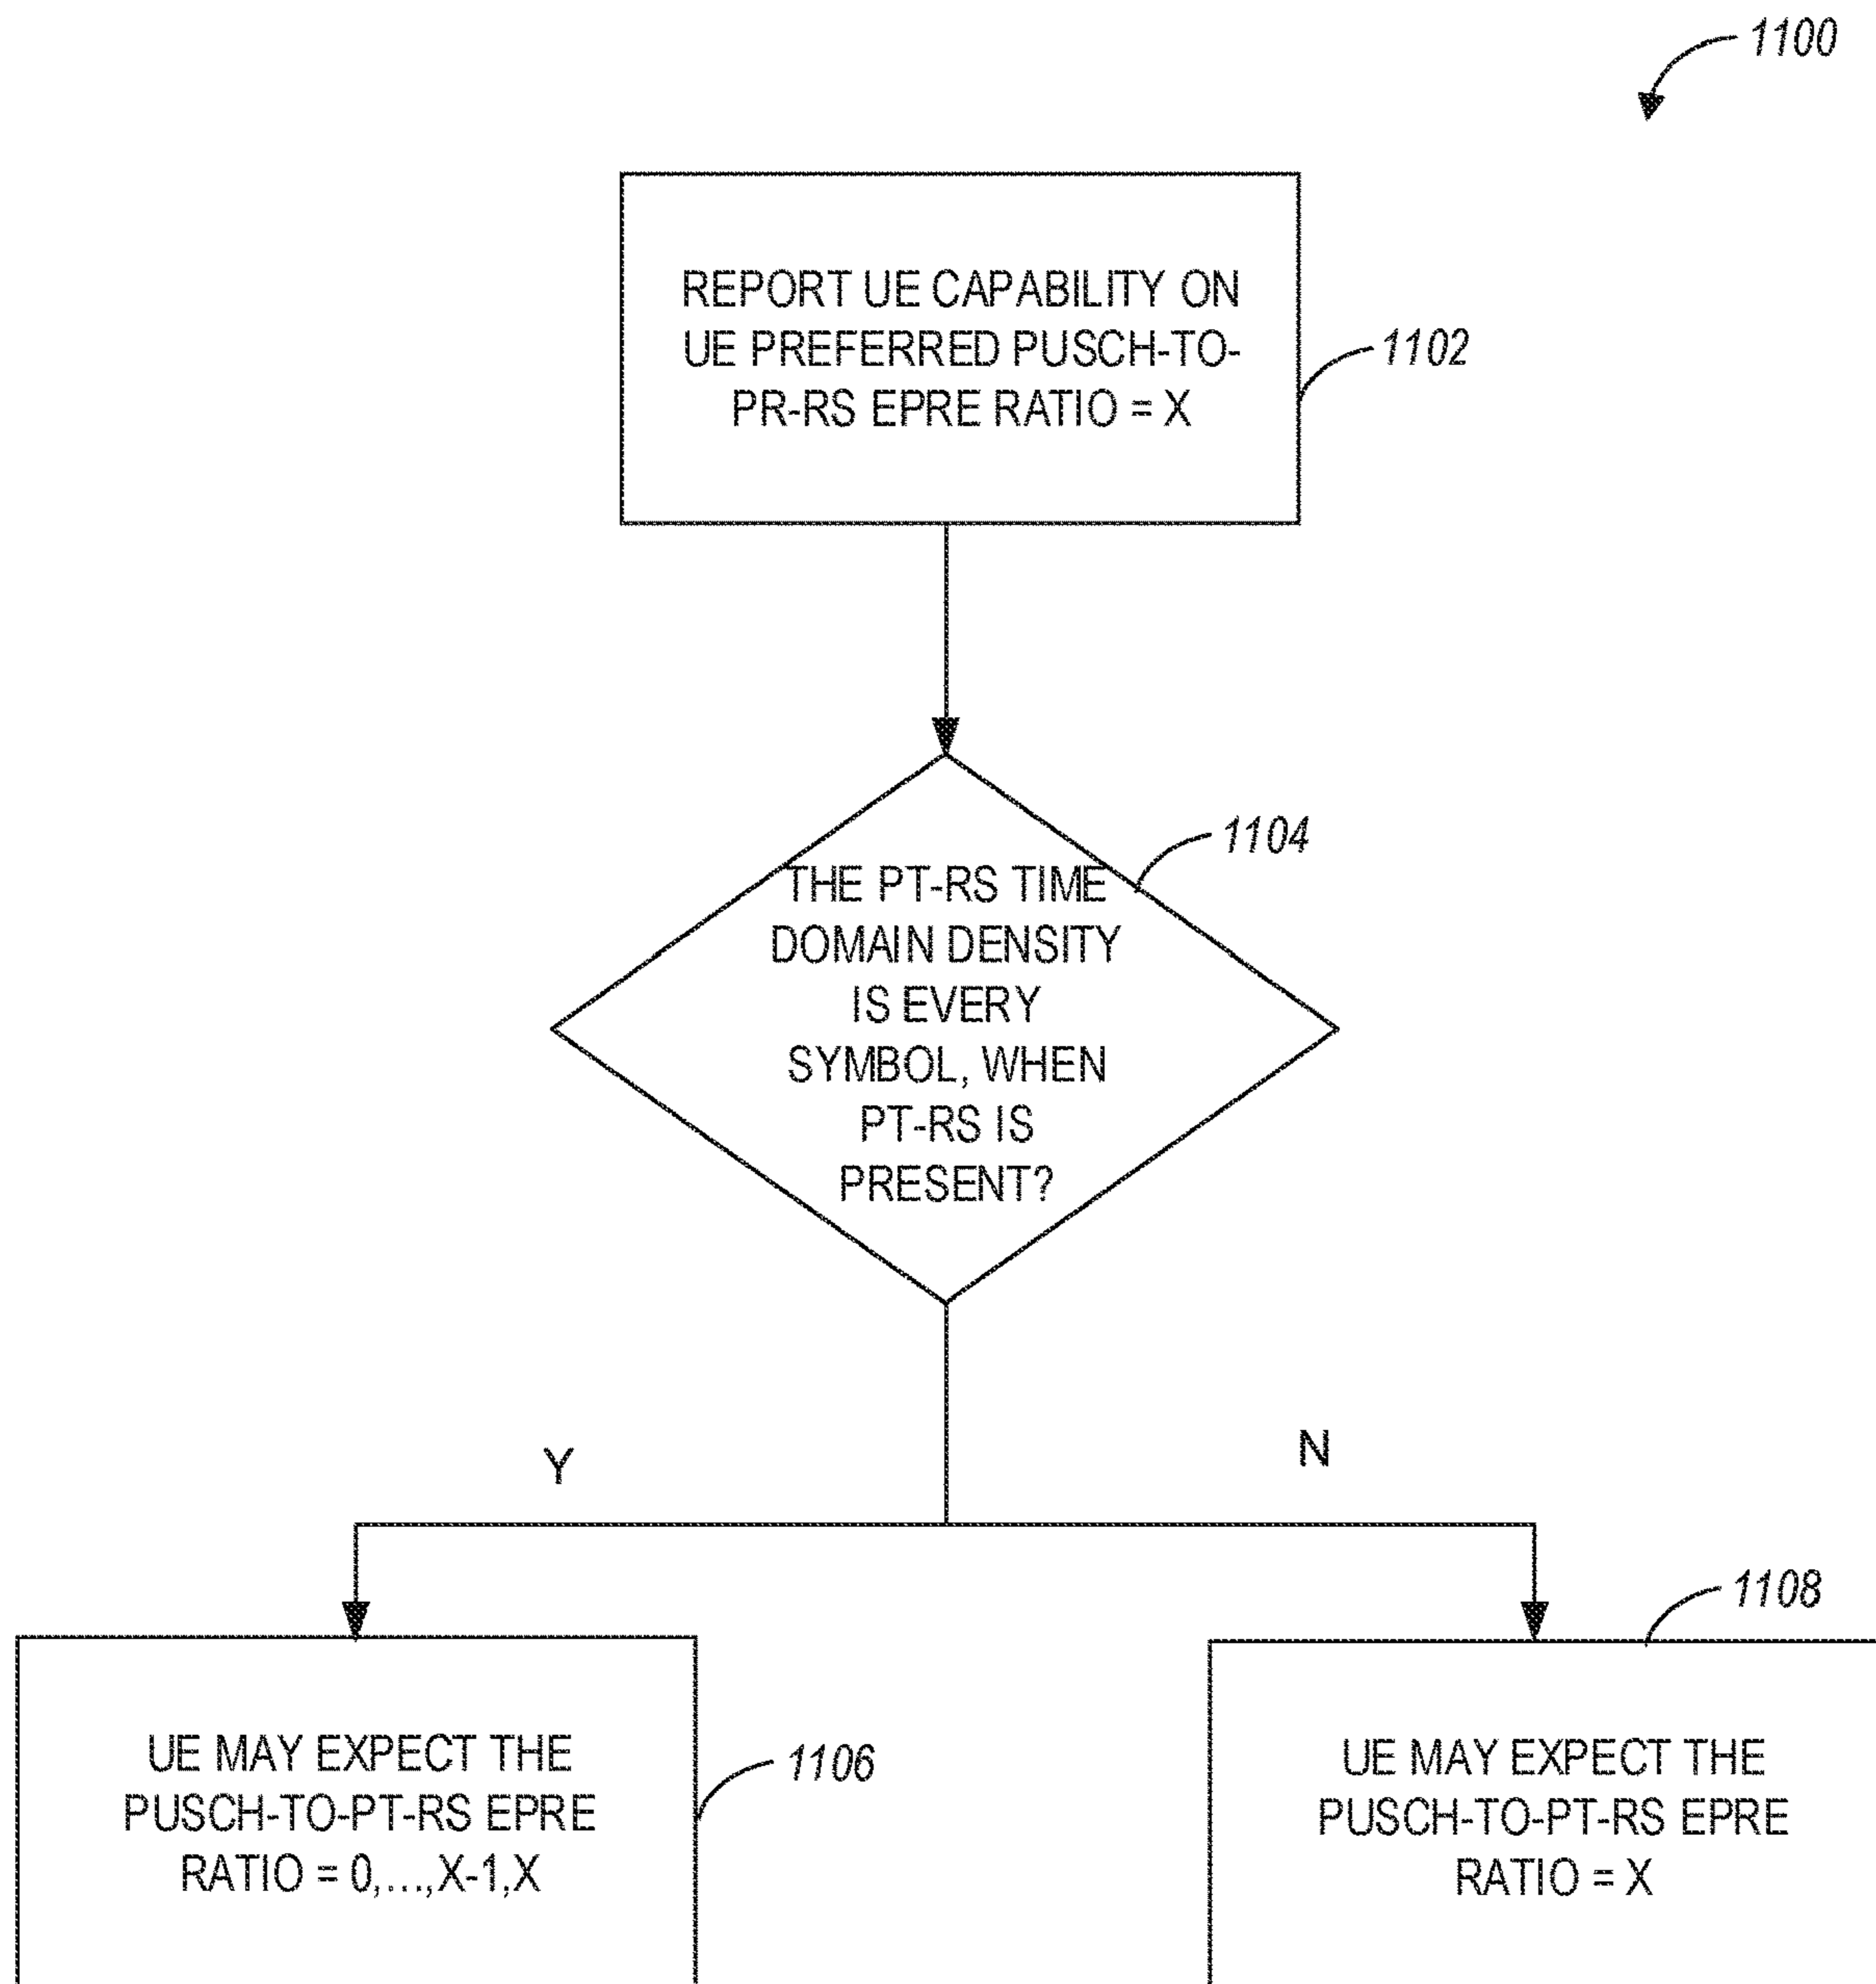 1100
REPORT UE CAPABILITY ON
UE PREFERRED PUSCH-TO-
PR-RS EPRE RATIO = X
1102
1104
THE PT-RS TIME
DOMAIN DENSITY
IS EVERY
SYMBOL, WHEN
PT-RS IS
PRESENT?
Y
N
1108
UE MAY EXPECT THE
PUSCH-TO-PT-RS EPRE
RATIO = 0,...,X-1,X
1106
UE MAY EXPECT THE
PUSCH-TO-PT-RS EPRE
RATIO = X